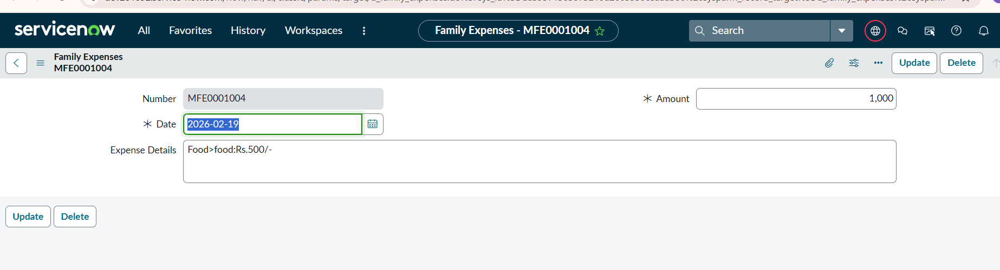 servicenow All Favorites History Workspaces Family Expenses - MFE0001004 Search
Family Expenses
MFE0001004
Update Delete
Number MFE0001004
Amount 1,000
Date 2026-02-19
Expense Details Food>food:Rs.500/-
Update Delete